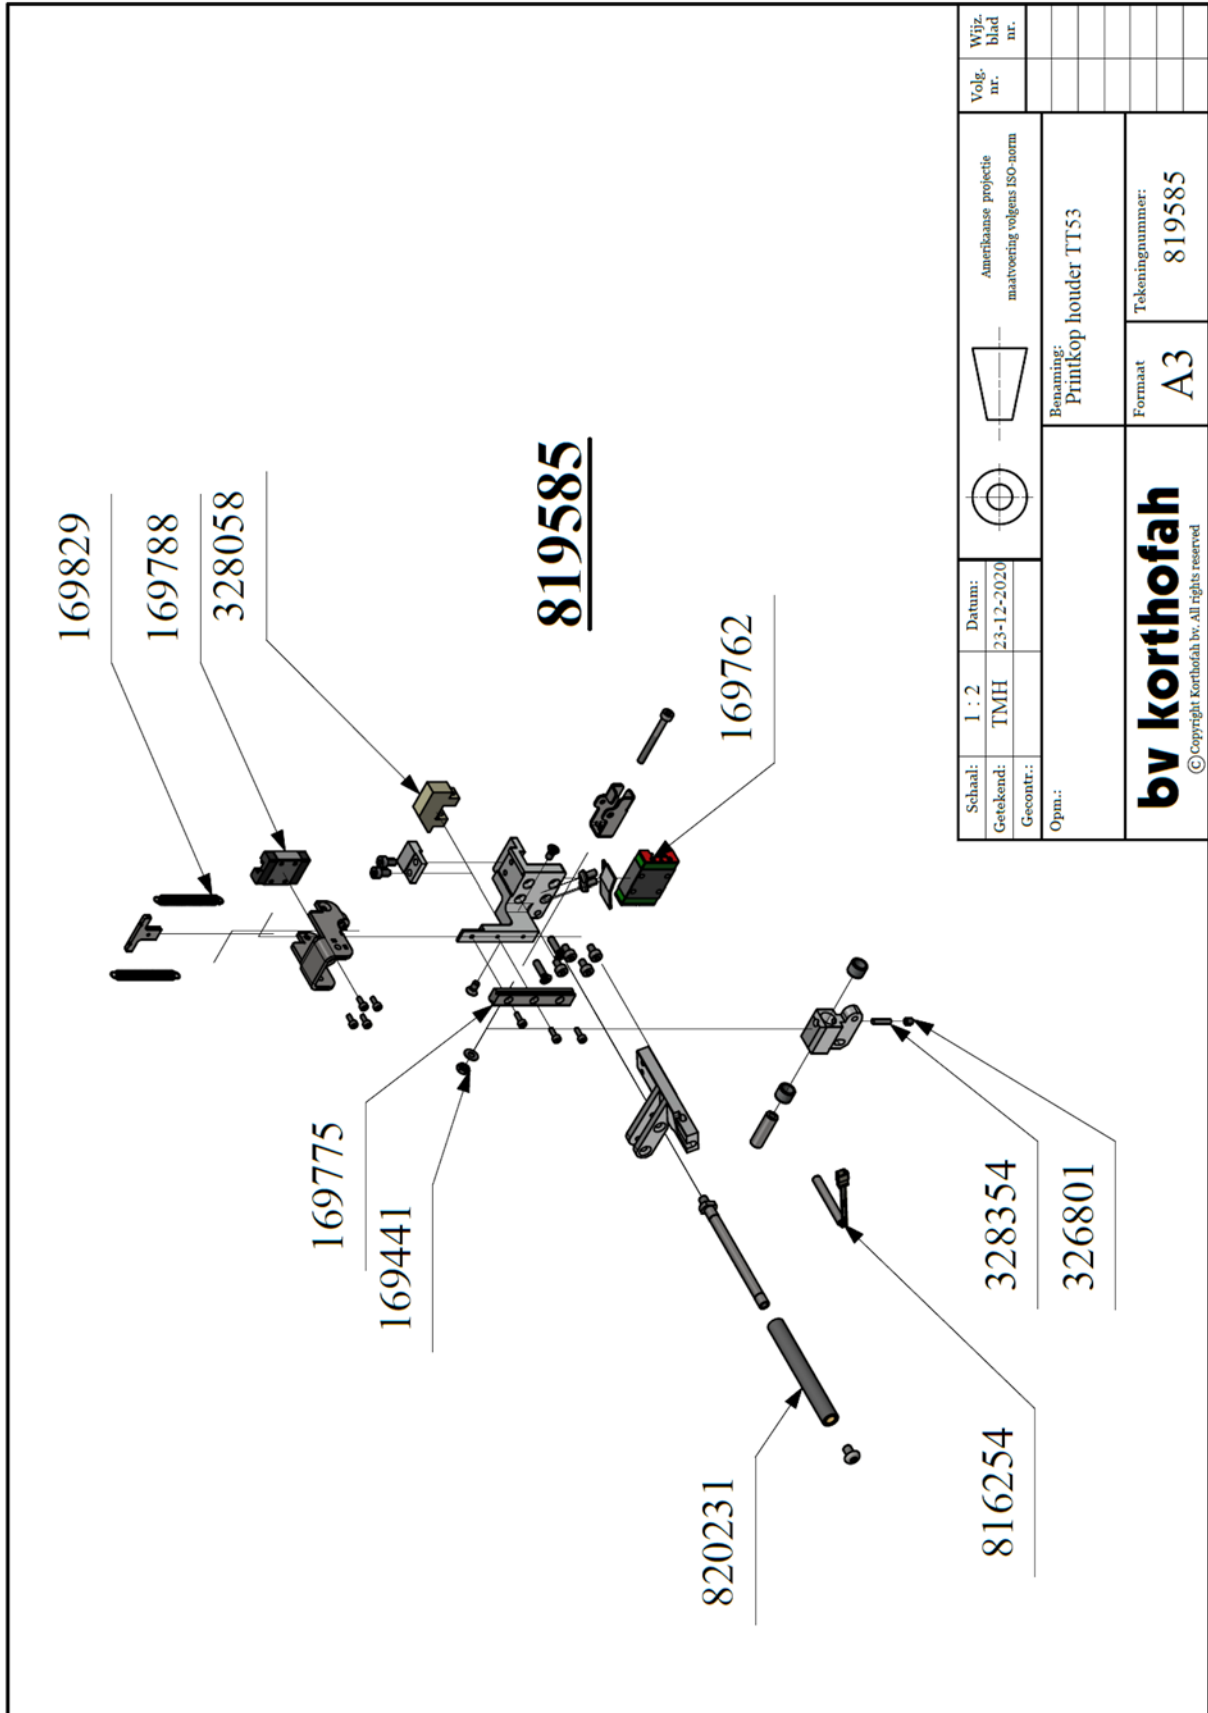 169829
169788
328058
819585
169762
169775
169441
328354
326801
816254
820231
Volg.
nr.
Wijz.
blad
nr.
Schaal:
1 : 2
Datum:
Getekend:
TMH
23-12-2020
Gecontr.:
Amerikaanse projectie
maatvoering volgens ISO-norm
Opm.:
Benaming:
Printkop houder TT53
bv korthofah
©Copyright Korthofah bv. All rights reserved
Formaat
A3
Tekeningnummer:
819585